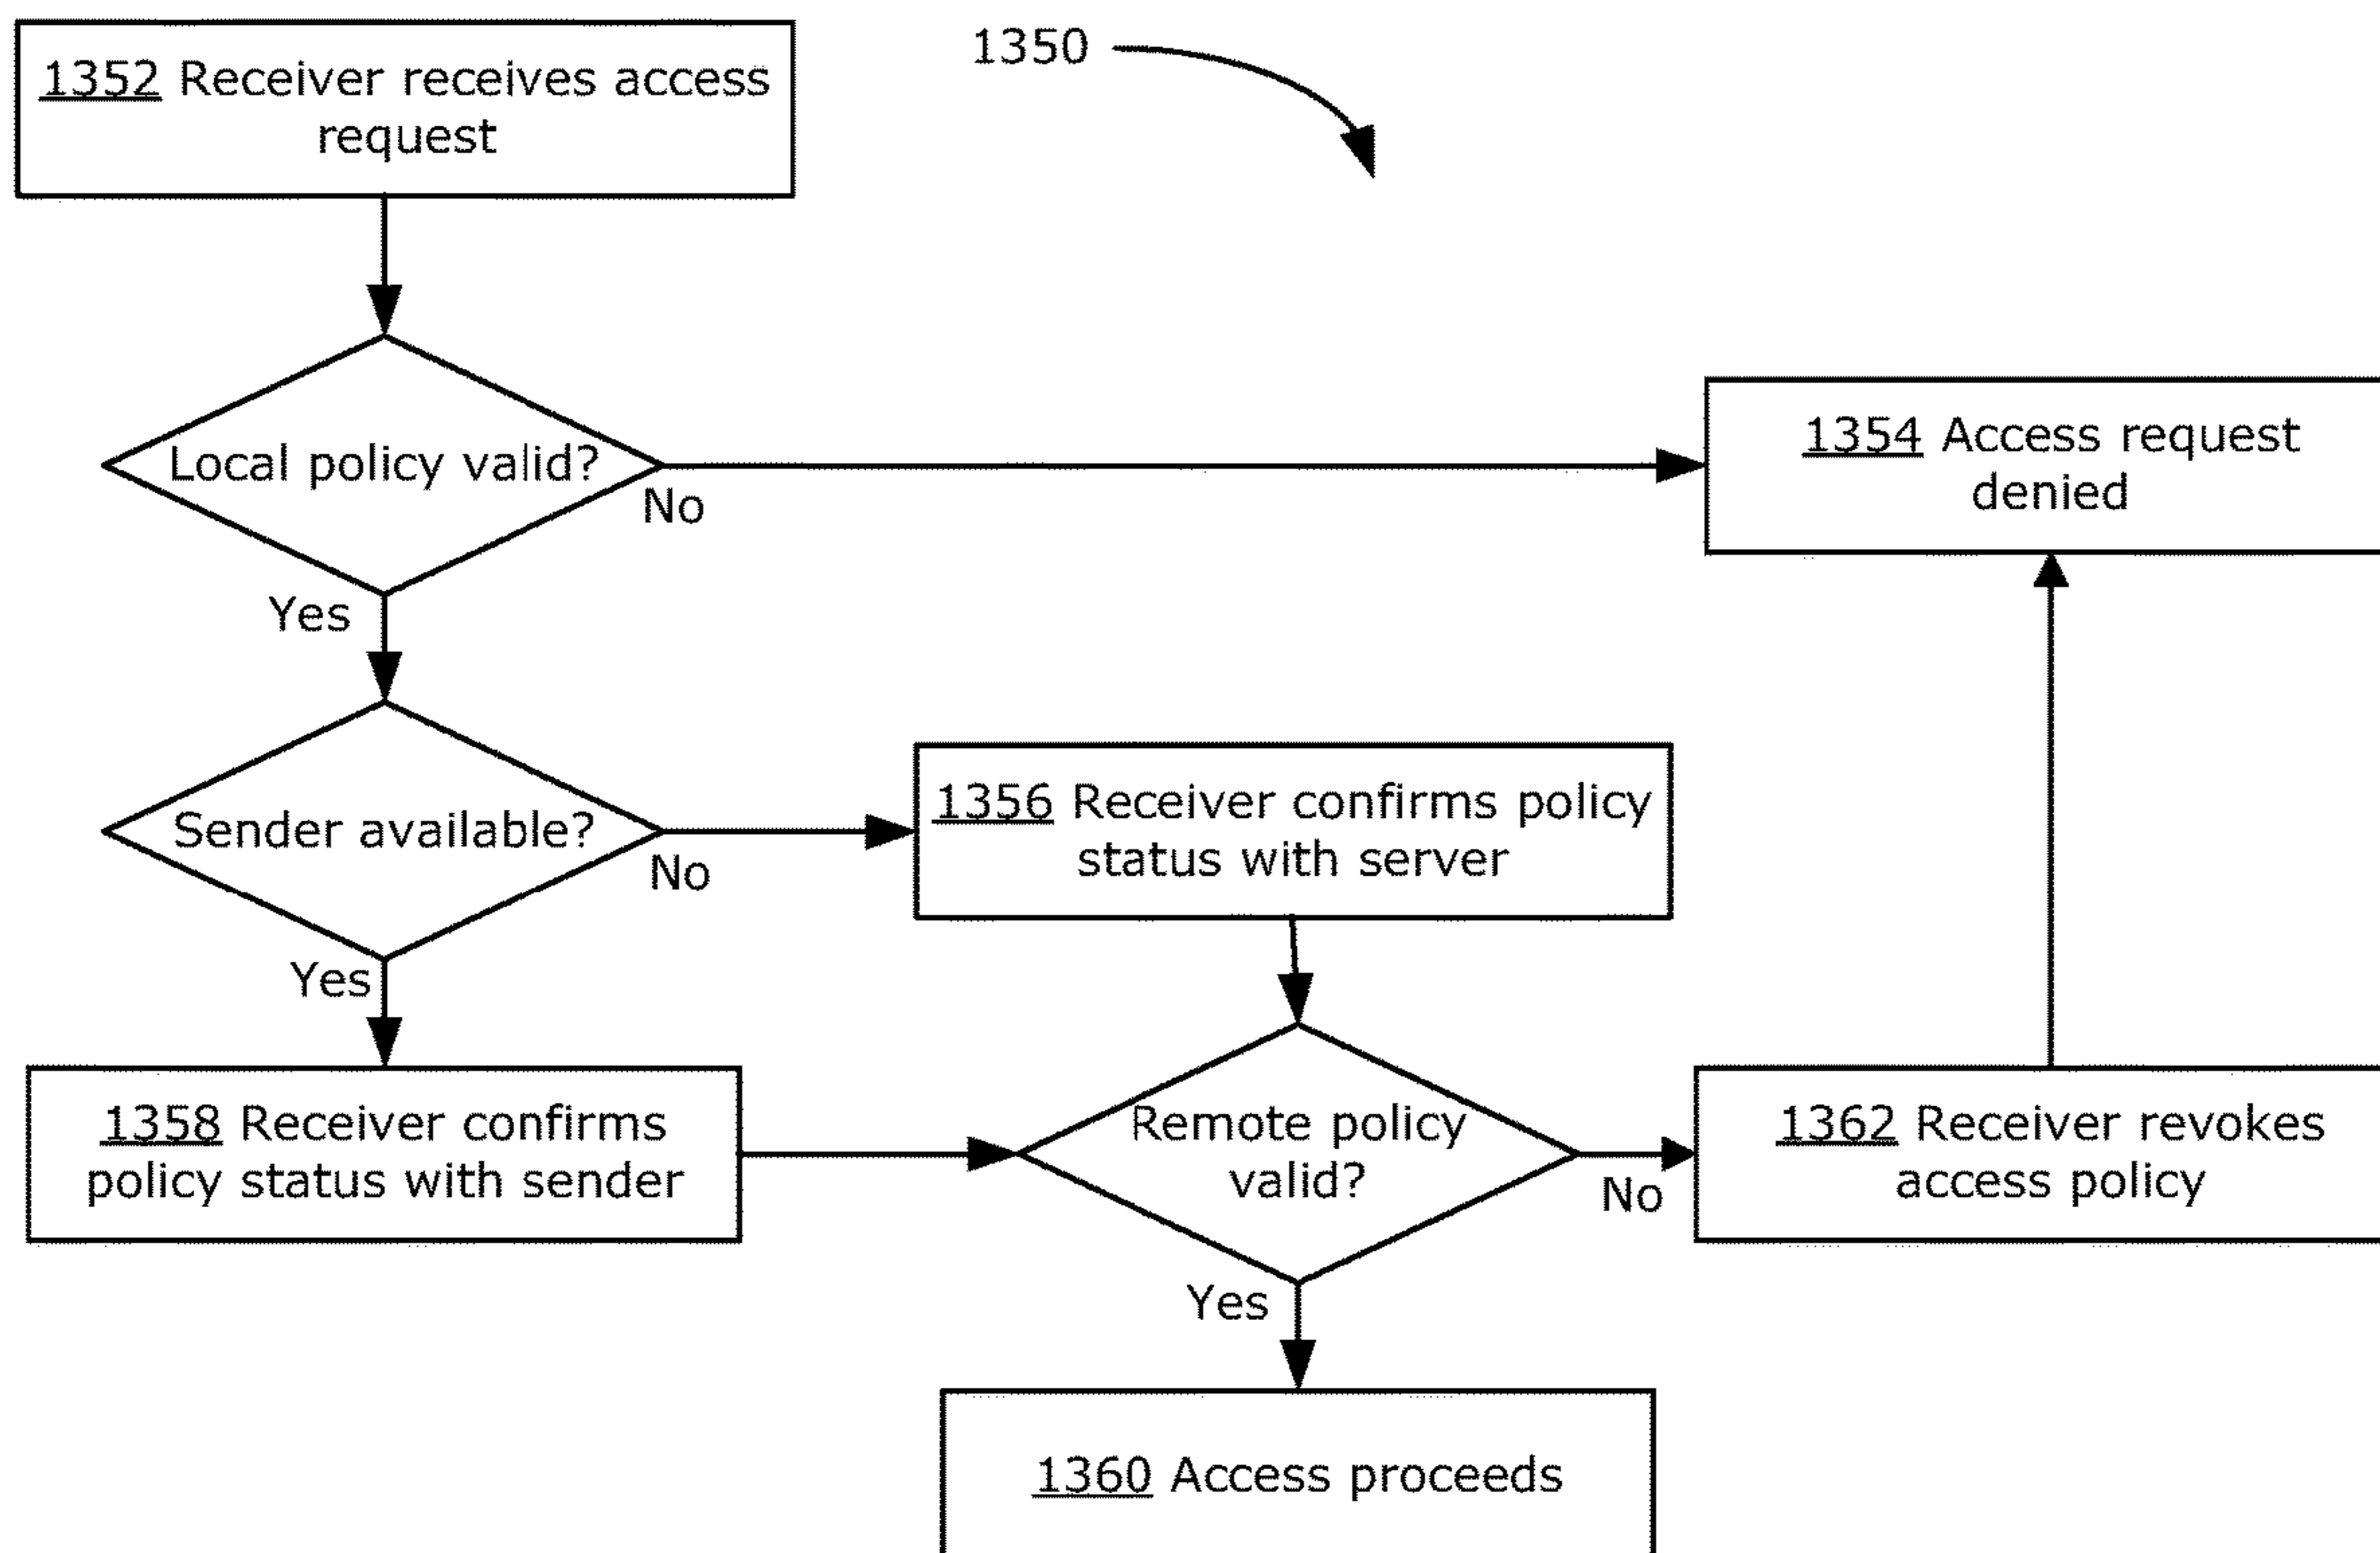 1352 Receiver receives access
request
1350
Local policy valid?
No
1354 Access request
denied
Yes
Sender available?
No
1356 Receiver confirms policy
status with server
Yes
1358 Receiver confirms
policy status with sender
Remote policy
valid?
No
1362 Receiver revokes
access policy
Yes
1360 Access proceeds